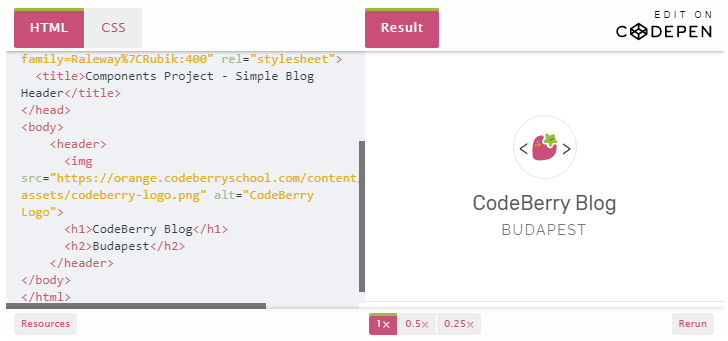 HTML
CSS
Result
EDIT ON
CODEPEN
family=Raleway%7CRubik:400" rel="stylesheet">
<title>Components Project - Simple Blog
Header</title>
</head>
<body>
<header>
<img
src="https://orange.codeberryschool.com/content/
assets/codeberry-logo.png" alt="CodeBerry
Logo">
<h1>CodeBerry Blog</h1>
<h2>Budapest</h2>
</header>
</body>
</html>
< >
CodeBerry Blog
BUDAPEST
Resources
1×
0.5×
0.25×
Rerun